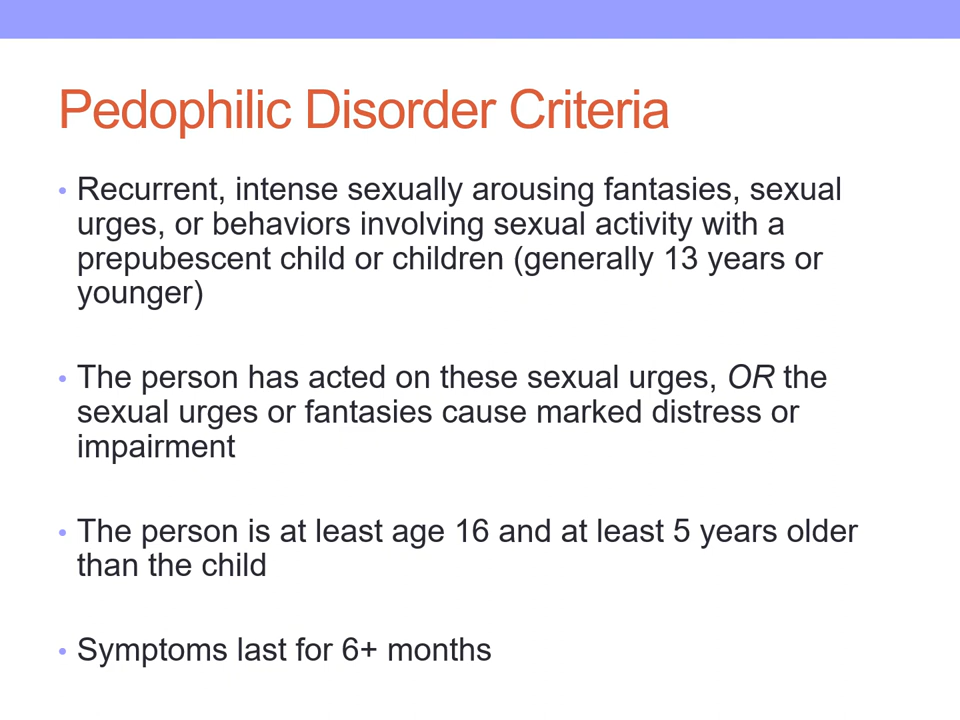 Pedophilic Disorder Criteria
• Recurrent, intense sexually arousing fantasies, sexual
urges, or behaviors involving sexual activity with a
prepubescent child or children (generally 13 years or
younger)
• The person has acted on these sexual urges, OR the
sexual urges or fantasies cause marked distress or
impairment
• The person is at least age 16 and at least 5 years older
than the child
• Symptoms last for 6+ months